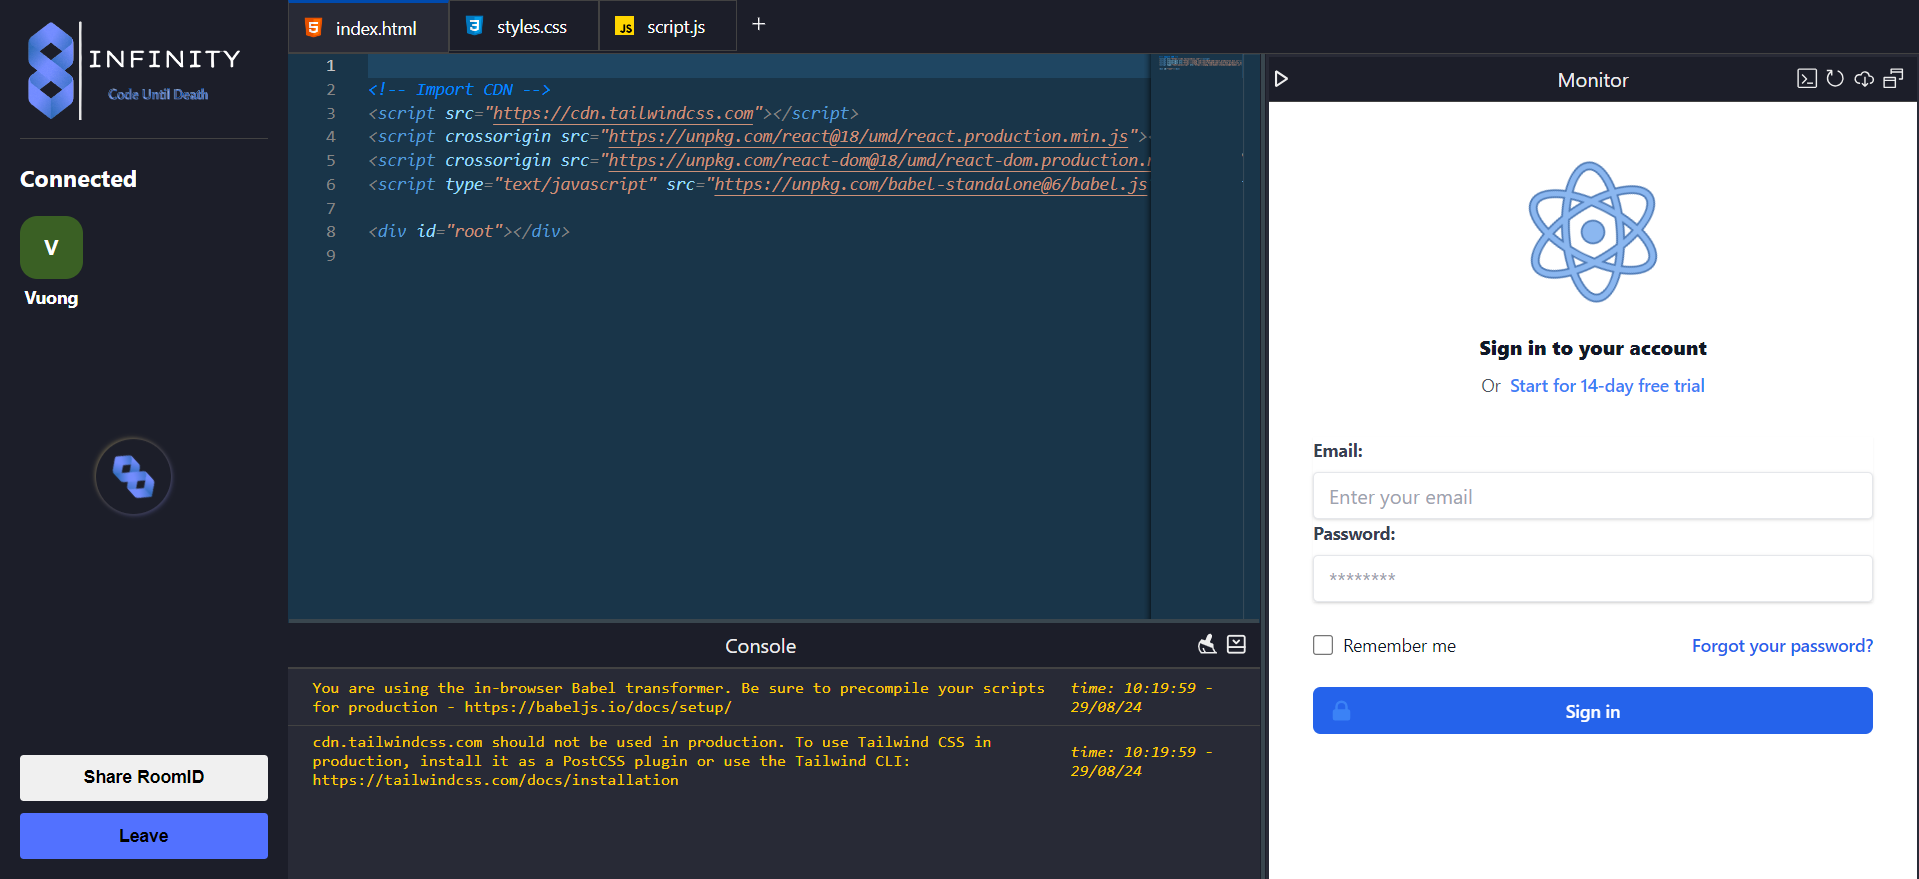 INFINITY
Code Until Death
Connected
V
Vuong
Share RoomID
Leave
index.html
styles.css
JS script.js
+
1
2 <!-- Import CDN -->
3 <script src="https://cdn.tailwindcss.com"></script>
4 <script crossorigin src="https://unpkg.com/react@18/umd/react.production.min.js">
5 <script crossorigin src="https://unpkg.com/react-dom@18/umd/react-dom.production.
6 <script type="text/javascript" src="https://unpkg.com/babel-standalone@6/babel.js
7
8 <div id="root"></div>
9
Console
You are using the in-browser Babel transformer. Be sure to precompile your scripts
for production - https://babeljs.io/docs/setup/
time: 10:19:59 -
29/08/24
cdn.tailwindcss.com should not be used in production. To use Tailwind CSS in
production, install it as a PostCSS plugin or use the Tailwind CLI:
https://tailwindcss.com/docs/installation
time: 10:19:59 -
29/08/24
Monitor
Sign in to your account
Or Start for 14-day free trial
Email:
Enter your email
Password:
********
Remember me
Forgot your password?
Sign in